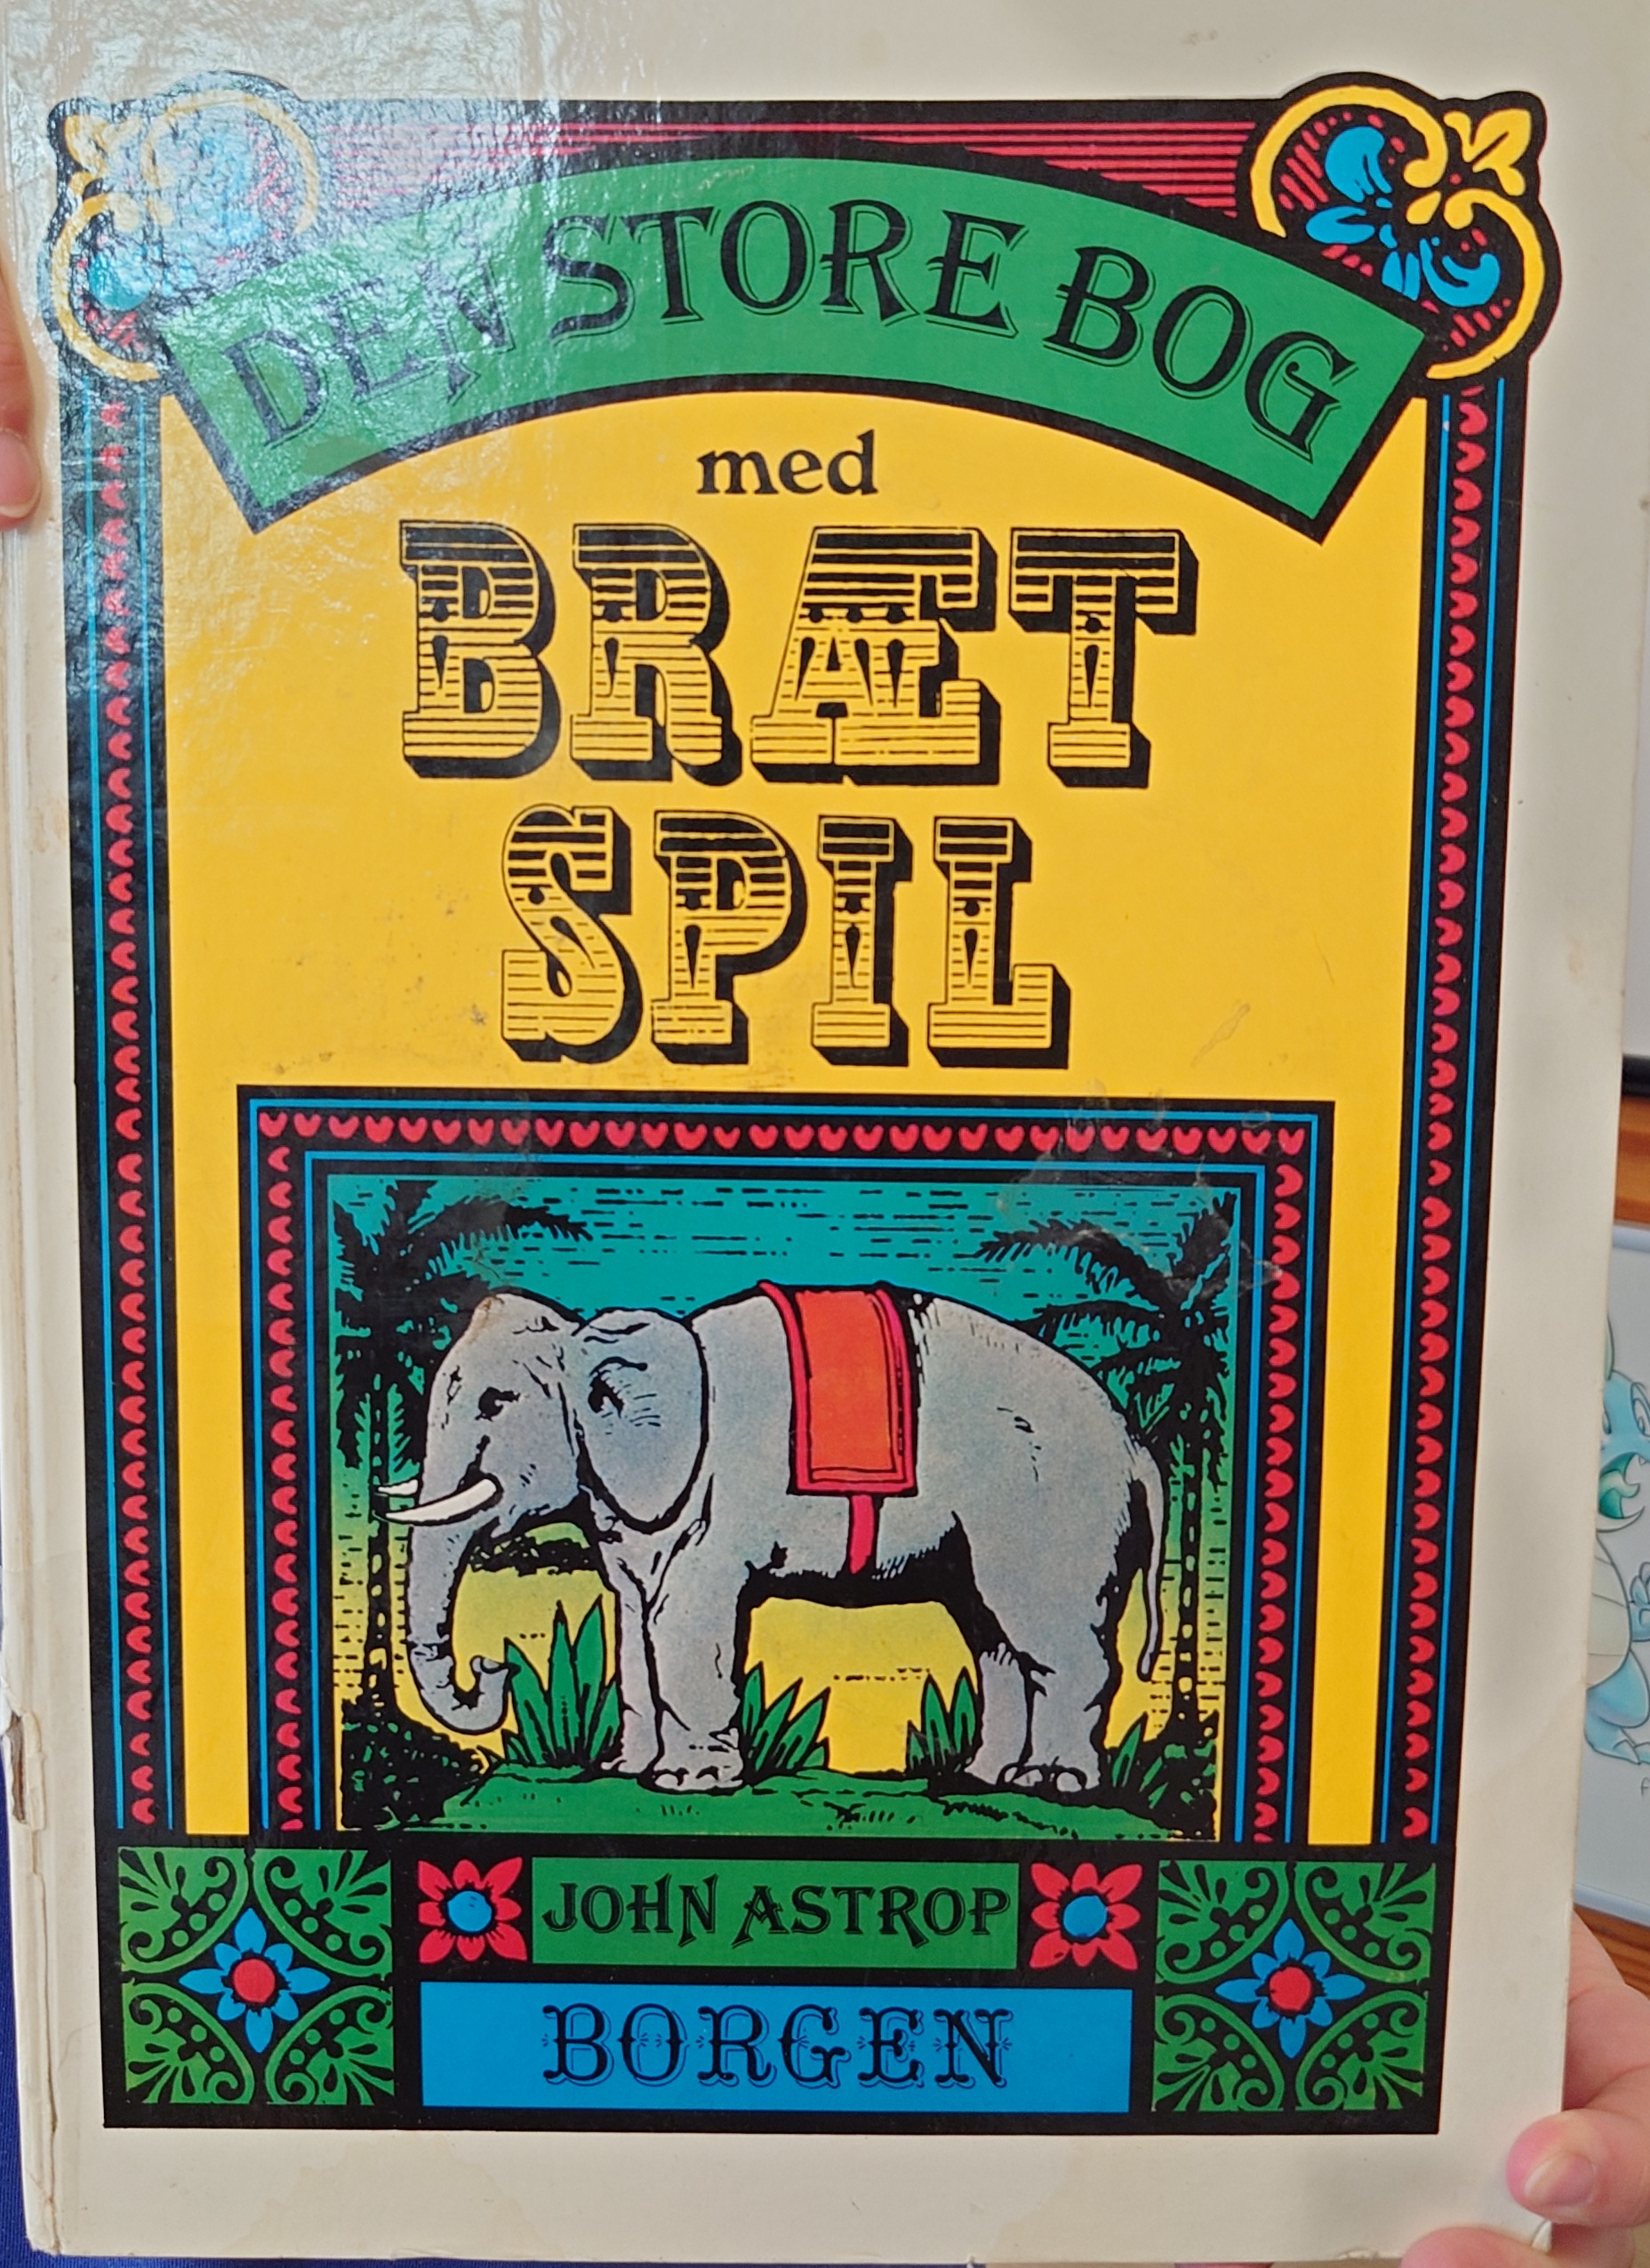 DEN STORE BOG
med
BRÆT
SPIL
JOHN ASTROP
BORGEN